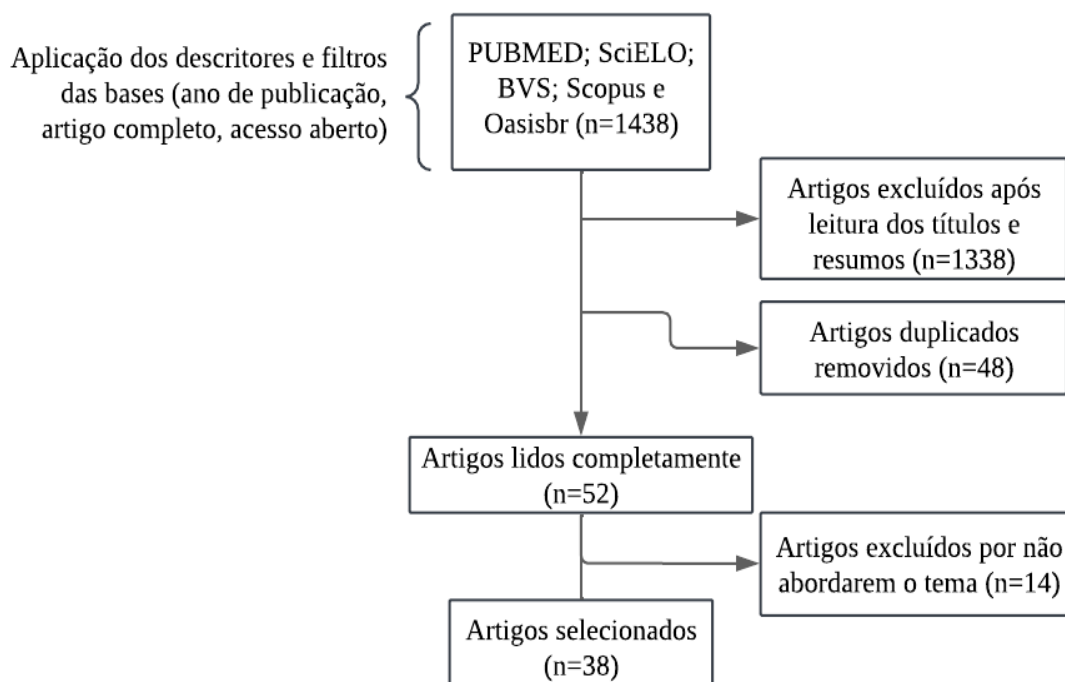 Aplicação dos descritores e filtros
das bases (ano de publicação,
artigo completo, acesso aberto)
PUBMED; SciELO;
BVS; Scopus e
Oasisbr (n=1438)
Artigos excluídos após
leitura dos títulos e
resumos (n=1338)
Artigos duplicados
removidos (n=48)
Artigos lidos completamente
(n=52)
Artigos excluídos por não
abordarem o tema (n=14)
Artigos selecionados
(n=38)